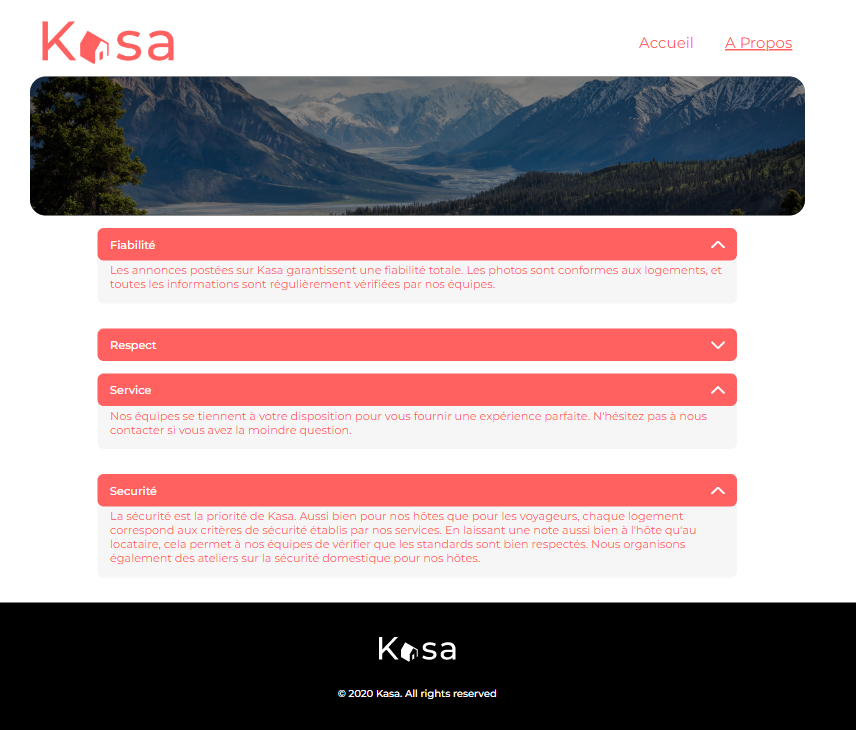 Kasa
Accueil
A Propos
Fiabilité
Les annonces postées sur Kasa garantissent une fiabilité totale. Les photos sont conformes aux logements, et
toutes les informations sont régulièrement vérifiées par nos équipes.
Respect
Service
Nos équipes se tiennent à votre disposition pour vous fournir une expérience parfaite. N'hésitez pas à nous
contacter si vous avez la moindre question.
Securité
La sécurité est la priorité de Kasa. Aussi bien pour nos hôtes que pour les voyageurs, chaque logement
correspond aux critères de sécurité établis par nos services. En laissant une note aussi bien à l'hôte qu'au
locataire, cela permet à nos équipes de vérifier que les standards sont bien respectés. Nous organisons
également des ateliers sur la sécurité domestique pour nos hôtes.
Kasa
© 2020 Kasa. All rights reserved